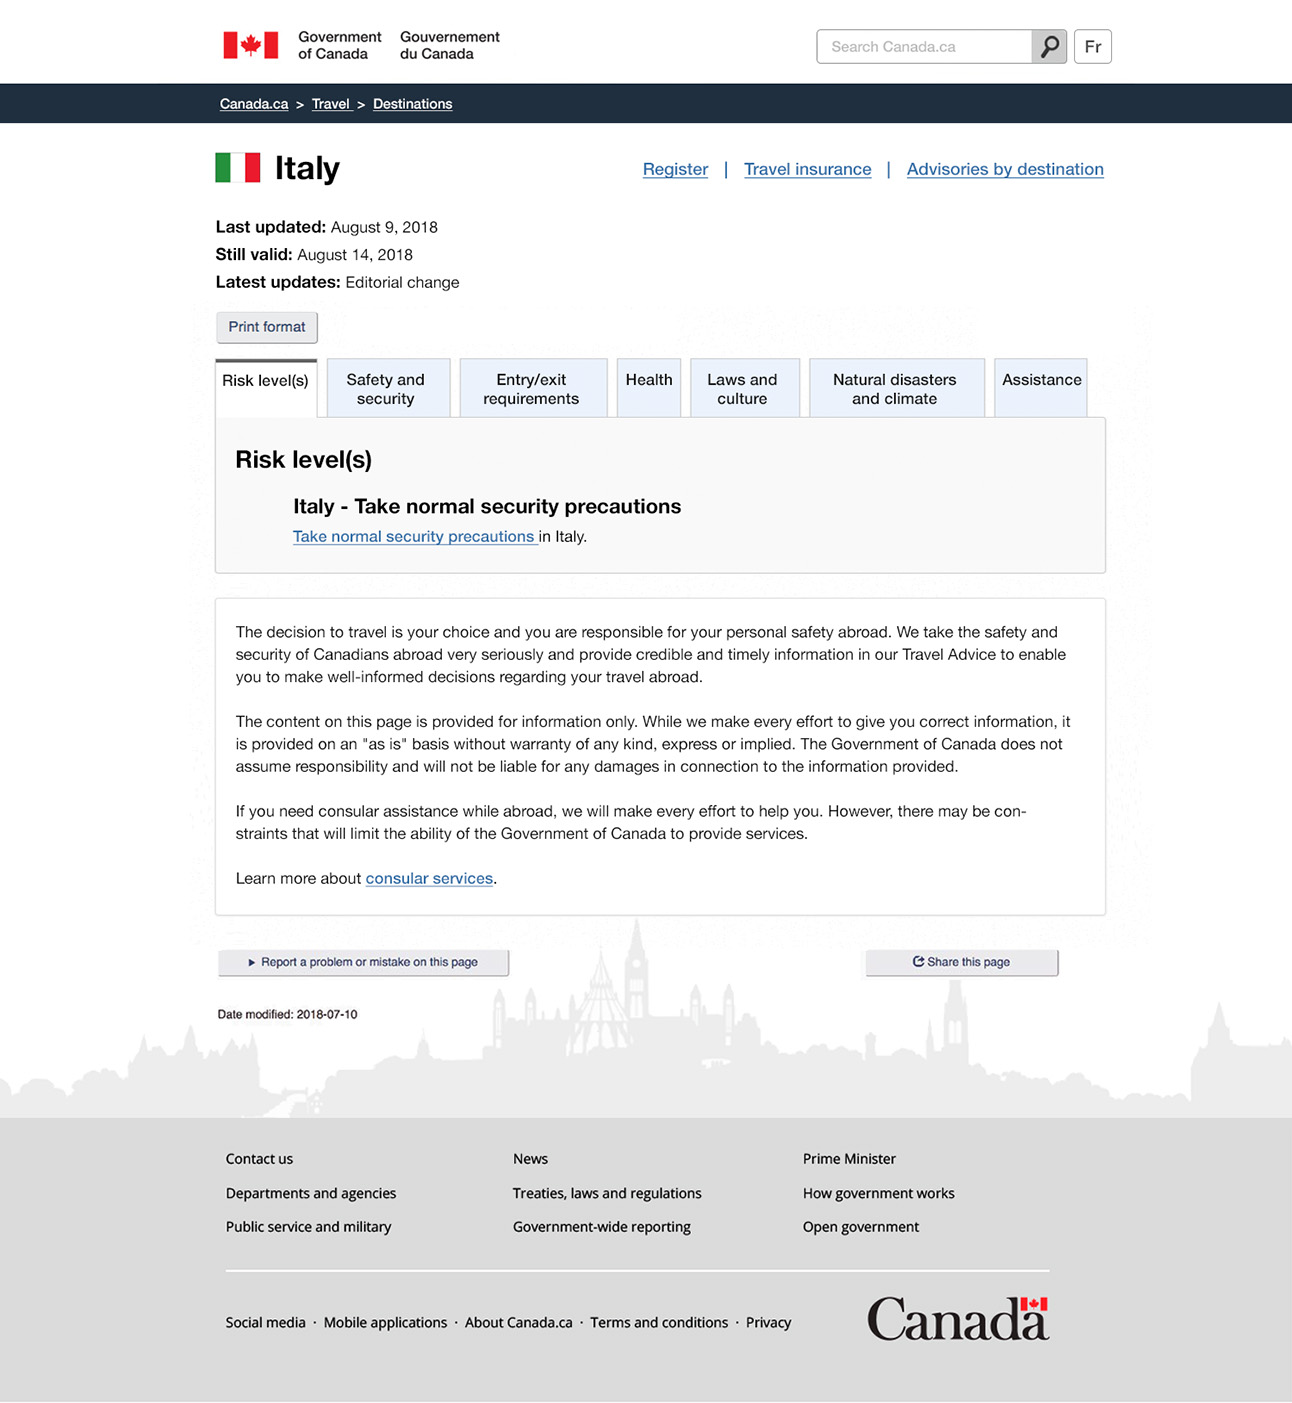 Government of Canada
Gouvernement du Canada
Search Canada.ca
Fr
Canada.ca > Travel > Destinations
Italy
Register | Travel insurance | Advisories by destination
Last updated: August 9, 2018
Still valid: August 14, 2018
Latest updates: Editorial change
Print format
Risk level(s)
Safety and security
Entry/exit requirements
Health
Laws and culture
Natural disasters and climate
Assistance
Risk level(s)
Italy - Take normal security precautions
Take normal security precautions in Italy.
The decision to travel is your choice and you are responsible for your personal safety abroad. We take the safety and
security of Canadians abroad very seriously and provide credible and timely information in our Travel Advice to enable
you to make well-informed decisions regarding your travel abroad.
The content on this page is provided for information only. While we make every effort to give you correct information, it
is provided on an "as is" basis without warranty of any kind, express or implied. The Government of Canada does not
assume responsibility and will not be liable for any damages in connection to the information provided.
If you need consular assistance while abroad, we will make every effort to help you. However, there may be con-
straints that will limit the ability of the Government of Canada to provide services.
Learn more about consular services.
Report a problem or mistake on this page
Share this page
Date modified: 2018-07-10
Contact us
News
Prime Minister
Departments and agencies
Treaties, laws and regulations
How government works
Public service and military
Government-wide reporting
Open government
Social media · Mobile applications · About Canada.ca · Terms and conditions · Privacy
Canada